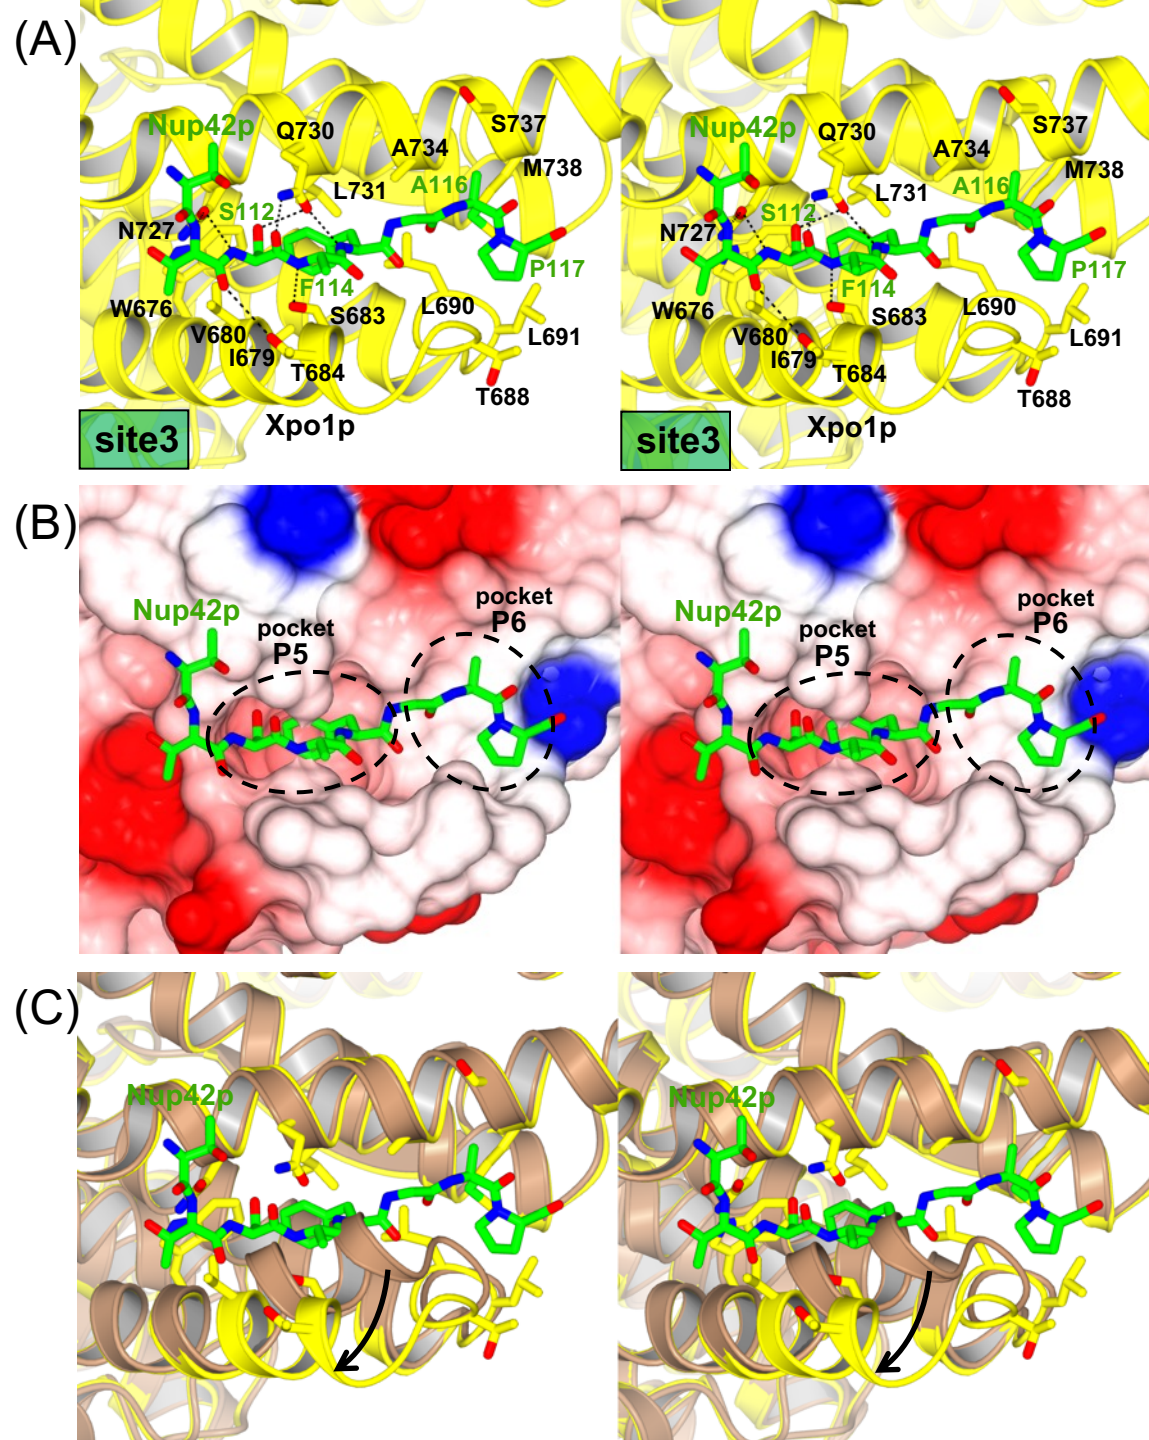 (A)
Nup42p
Q730
S737
A734
M738
L731
A116
S112
N727
P117
F114
W676
L690
S683
V680
L691
I679
T684
T688
Xpo1p
site3
Nup42p
Q730
S737
A734
M738
L731
A116
S112
N727
P117
F114
W676
L690
S683
V680
L691
I679
T684
T688
Xpo1p
site3
(B)
Nup42p
pocket
P5
pocket
P6
Nup42p
pocket
P5
pocket
P6
(C)
Nup42p
Nup42p